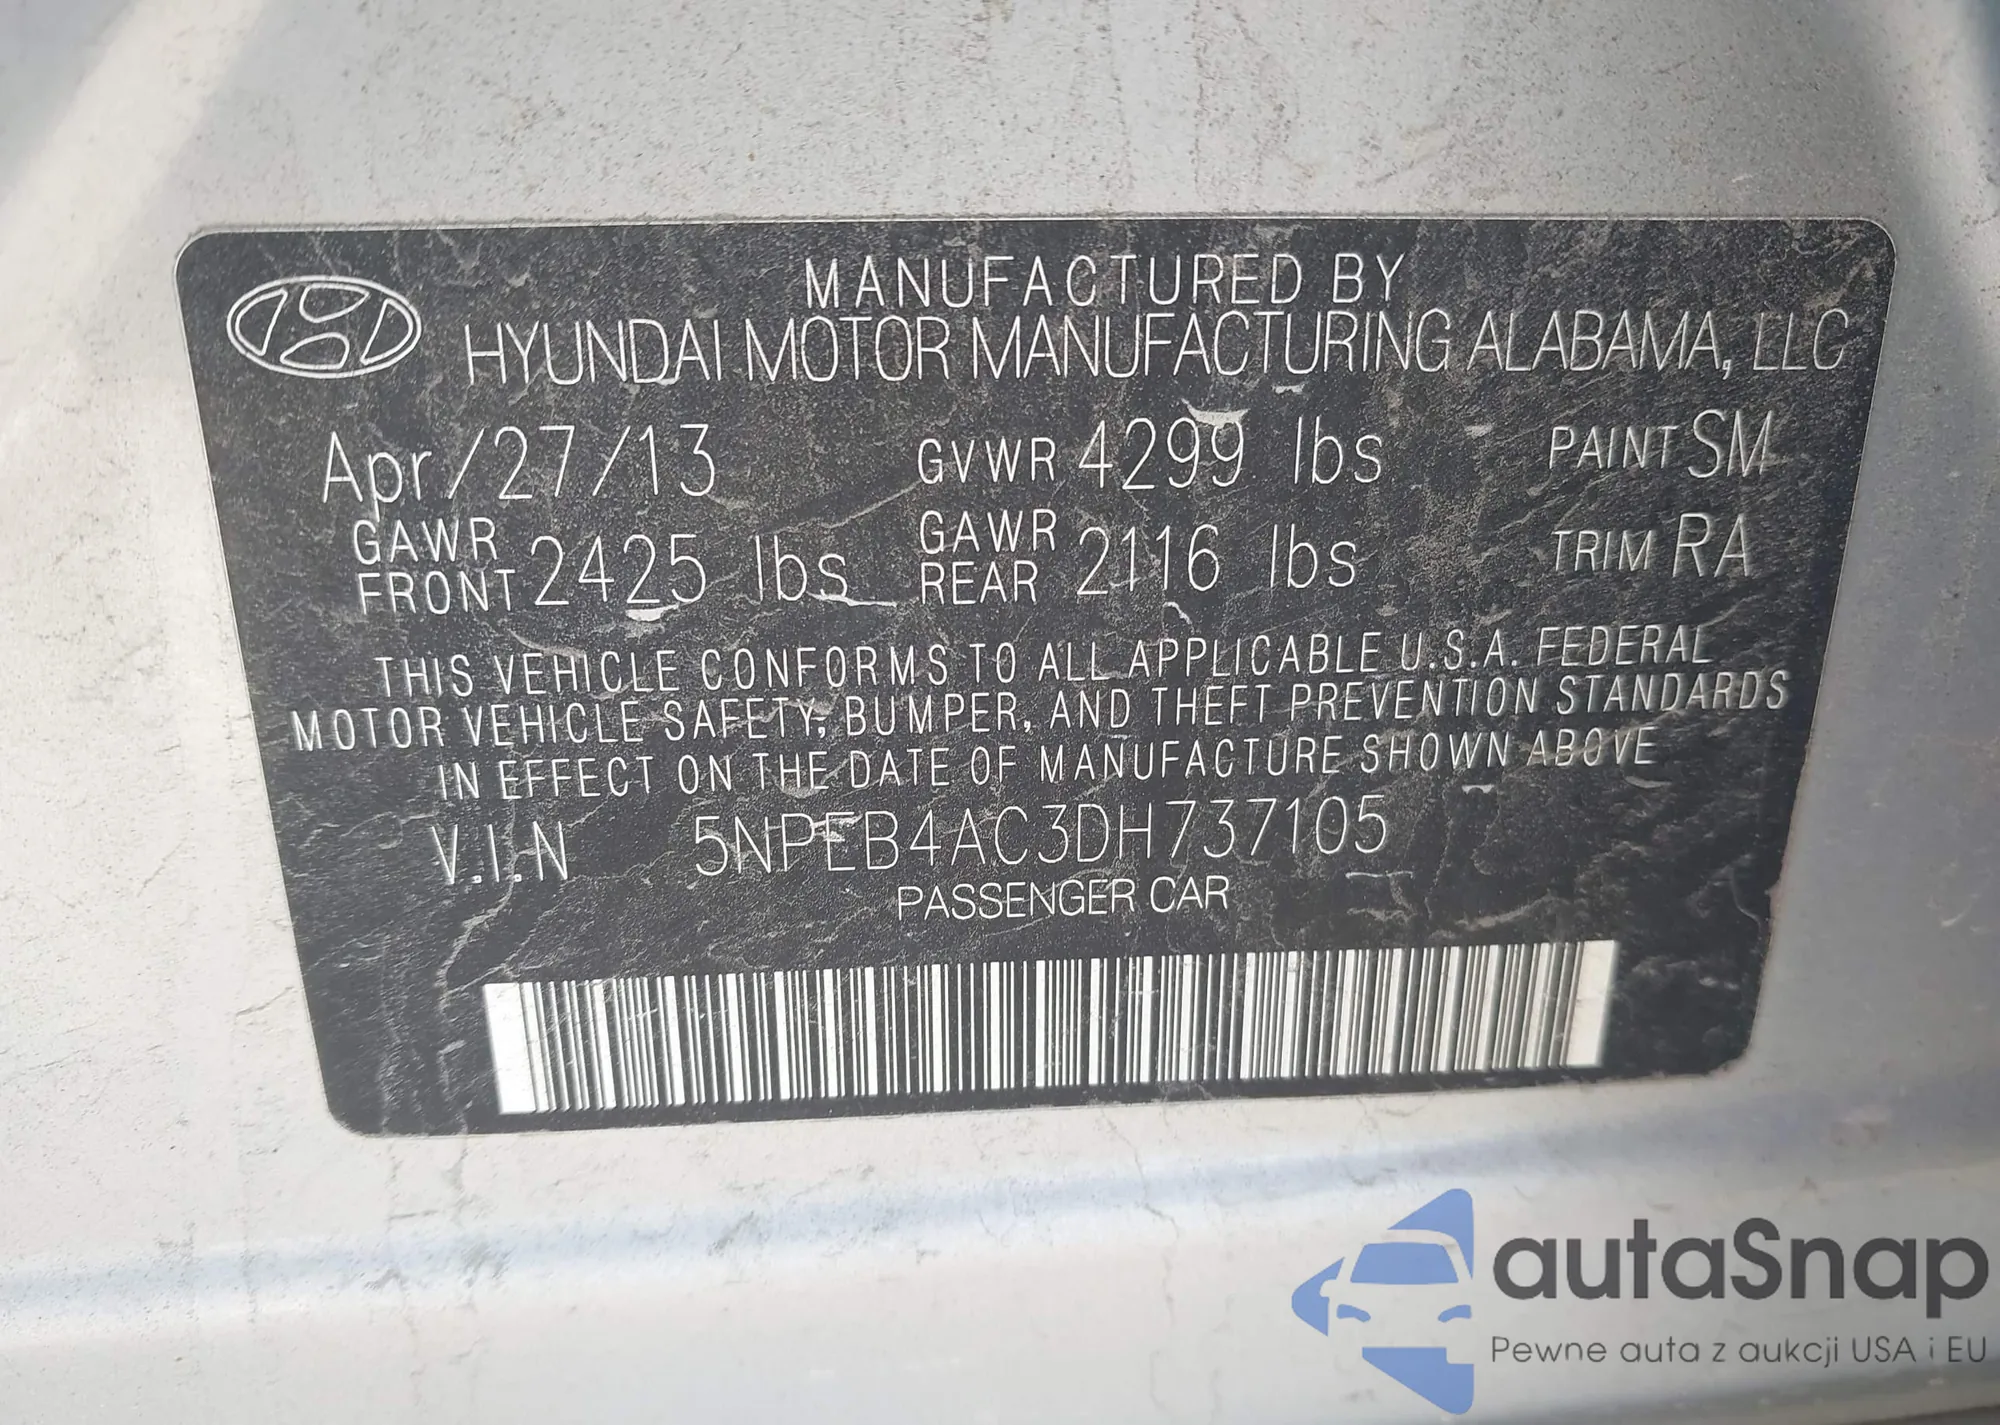 MANUFACTURED BY
HYUNDAI MOTOR MANUFACTURING ALABAMA, LLC
Apr/27/13 GVWR 4299 lbs PAINT SM
GAWR FRONT 2425 lbs GAWR REAR 2116 lbs TRIM RA
THIS VEHICLE CONFORMS TO ALL APPLICABLE U.S.A. FEDERAL
MOTOR VEHICLE SAFETY, BUMPER, AND THEFT PREVENTION STANDARDS
IN EFFECT ON THE DATE OF MANUFACTURE SHOWN ABOVE
V.I.N 5NPEB4AC3DH737105
PASSENGER CAR
autaSnap
Pewne auta z aukcji USA i EU